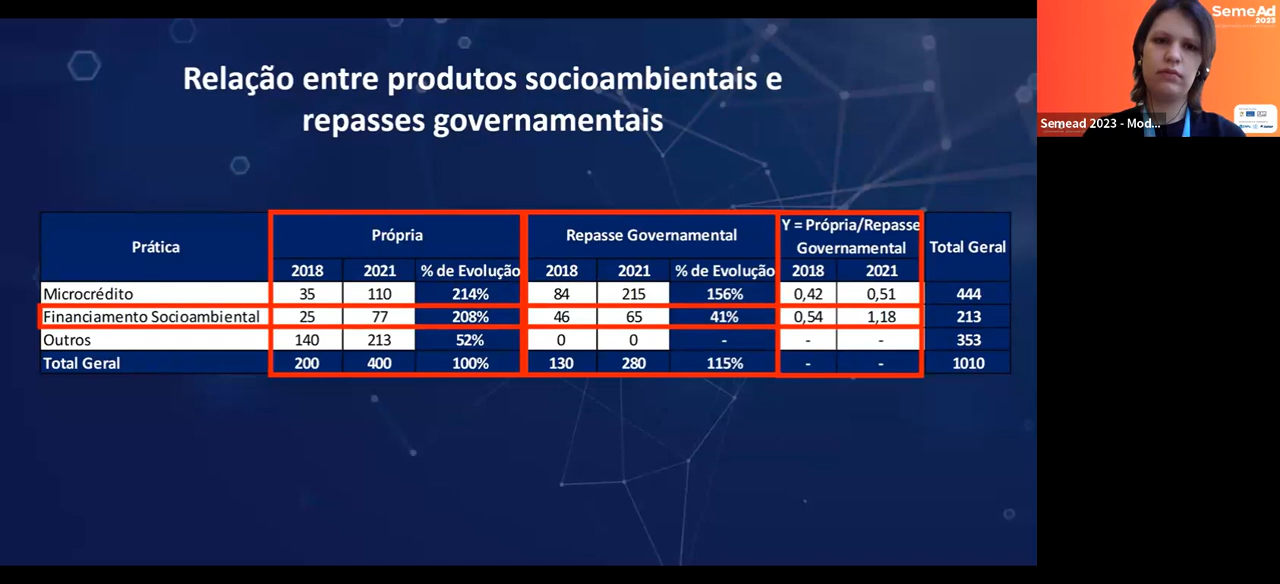 Relação entre produtos socioambientais e
repasses governamentais
Prática Própria Repasse Governamental Y = Própria/Repasse Governamental Total Geral
2018 2021 % de Evolução 2018 2021 % de Evolução 2018 2021
Microcrédito 35 110 214% 84 215 156% 0,42 0,51 444
Financiamento Socioambiental 25 77 208% 46 65 41% 0,54 1,18 213
Outros 140 213 52% 0 0 - - - 353
Total Geral 200 400 100% 130 280 115% - - 1010
SemeAd
2023
Semead 2023 - Mod...